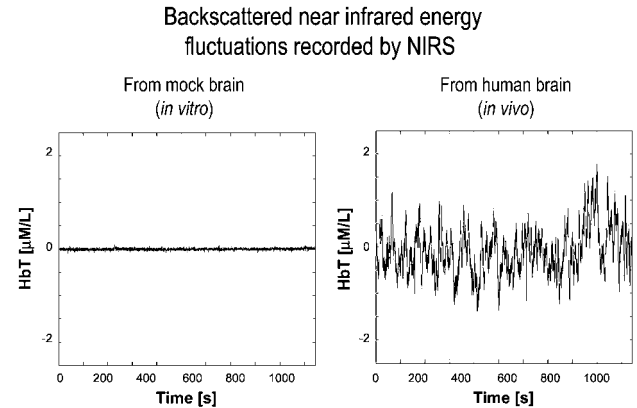 Backscattered near infrared energy
fluctuations recorded by NIRS
From mock brain
(in vitro)
From human brain
(in vivo)
2
0
-2
HbT [µM/L]
0 200 400 600 800 1000
Time [s]
2
0
-2
HbT [µM/L]
0 200 400 600 800 1000
Time [s]